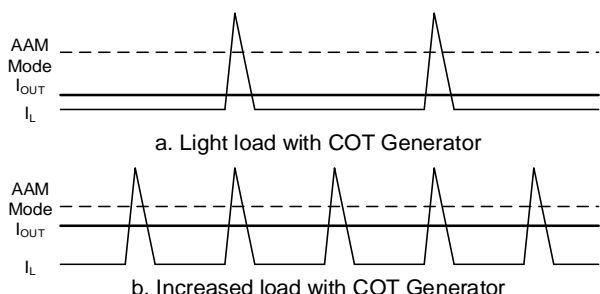 AAM
Mode
IOUT
IL
a. Light load with COT Generator
AAM
Mode
IOUT
IL
b. Increased load with COT Generator